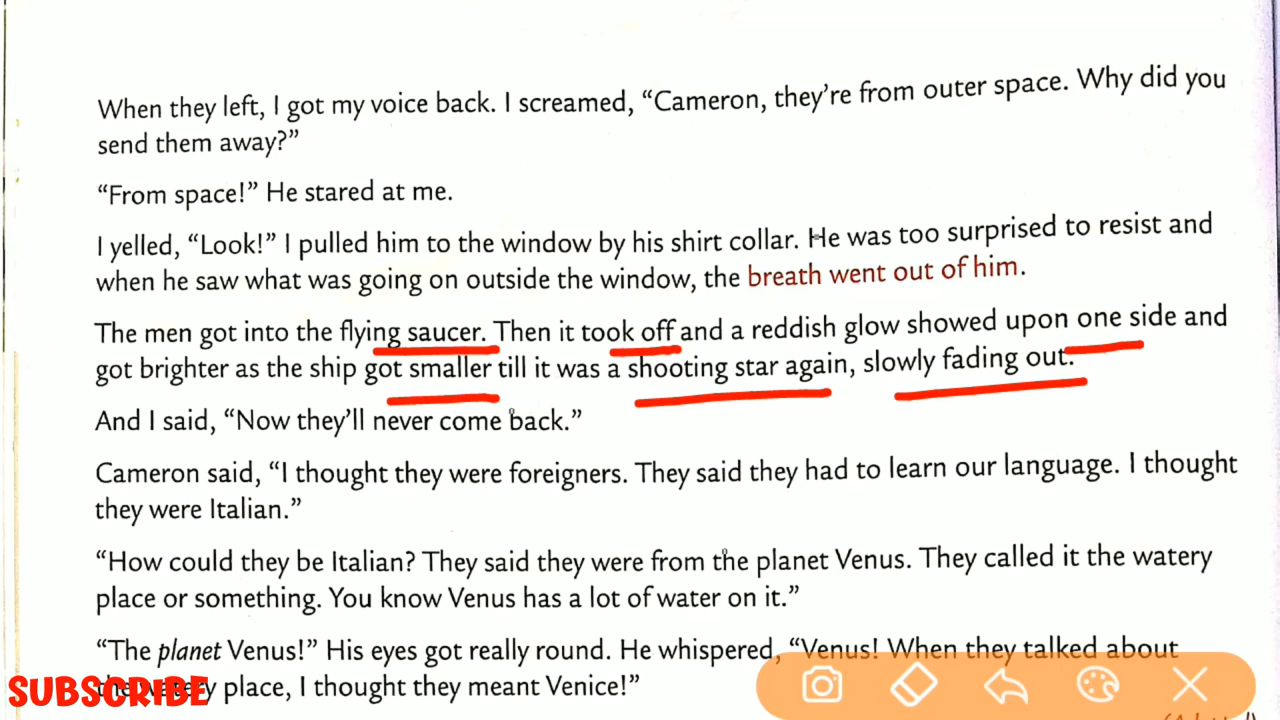 When they left, I got my voice back. I screamed, “Cameron, they’re from outer space. Why did you
send them away?”
“From space!” He stared at me.
I yelled, “Look!” I pulled him to the window by his shirt collar. He was too surprised to resist and
when he saw what was going on outside the window, the breath went out of him.
The men got into the flying saucer. Then it took off and a reddish glow showed upon one side and
got brighter as the ship got smaller till it was a shooting star again, slowly fading out.
And I said, “Now they’ll never come back.”
Cameron said, “I thought they were foreigners. They said they had to learn our language. I thought
they were Italian.”
“How could they be Italian? They said they were from the planet Venus. They called it the watery
place or something. You know Venus has a lot of water on it.”
“The planet Venus!” His eyes got really round. He whispered, “Venus! When they talked about
place, I thought they meant Venice!”
SUBSCRIBE